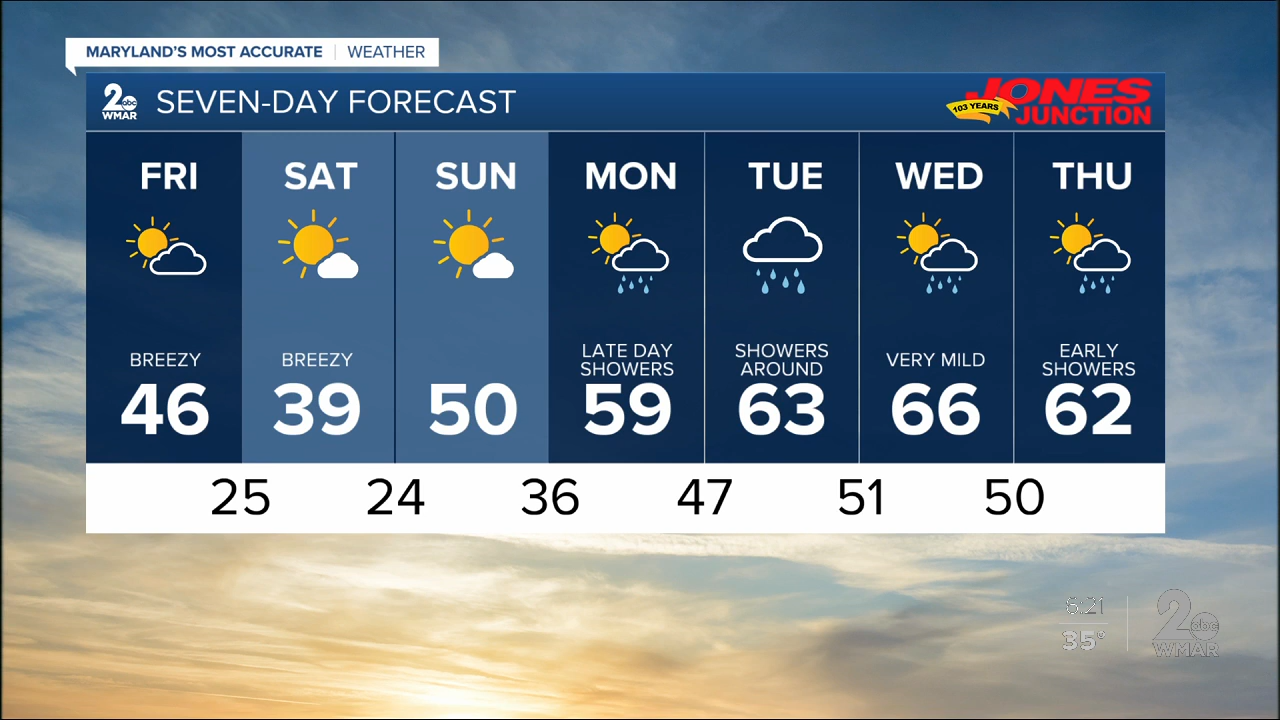 MARYLAND'S MOST ACCURATE | WEATHER
2 abc WMAR
SEVEN-DAY FORECAST
103 YEARS
JONES
JUNCTION
FRI SAT SUN MON TUE WED THU
BREEZY
BREEZY
LATE DAY
SHOWERS
SHOWERS
AROUND
VERY MILD
EARLY
SHOWERS
46 39 50 59 63 66 62
25 24 36 47 51 50
6:21
35°
2 abc
WMAR